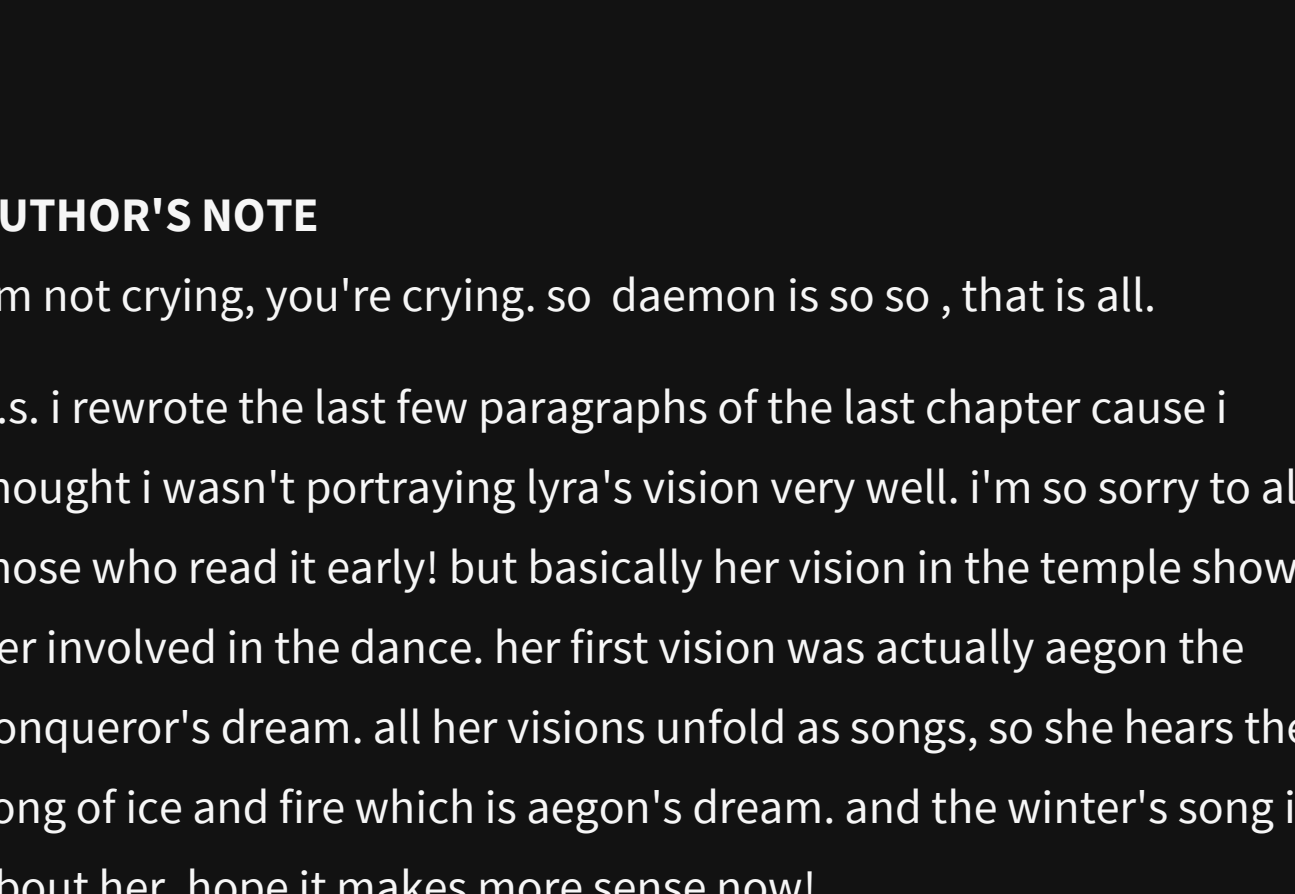 UTHOR'S NOTE
m not crying, you're crying. so  daemon is so so , that is all.
.s. i rewrote the last few paragraphs of the last chapter cause i
hought i wasn't portraying lyra's vision very well. i'm so sorry to al
hose who read it early! but basically her vision in the temple show
er involved in the dance. her first vision was actually aegon the
onqueror's dream. all her visions unfold as songs, so she hears the
ong of ice and fire which is aegon's dream. and the winter's song i
bout her. hope it makes more sense now!